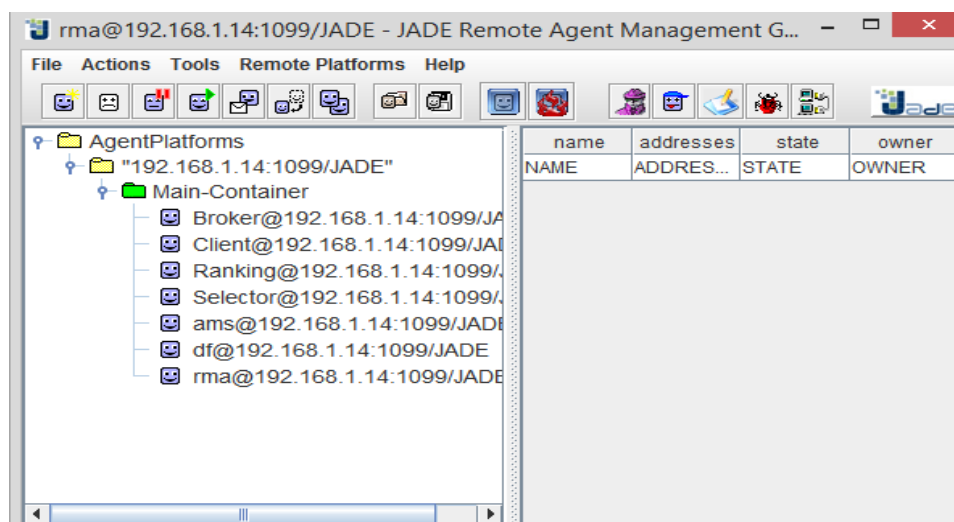 rma@192.168.1.14:1099/JADE - JADE Remote Agent Management G...
File Actions Tools Remote Platforms Help
Jade
AgentPlatforms
"192.168.1.14:1099/JADE"
Main-Container
Broker@192.168.1.14:1099/JA
Client@192.168.1.14:1099/JA
Ranking@192.168.1.14:1099/
Selector@192.168.1.14:1099/
ams@192.168.1.14:1099/JADE
df@192.168.1.14:1099/JADE
rma@192.168.1.14:1099/JADE
name addresses state owner
NAME ADDRES... STATE OWNER